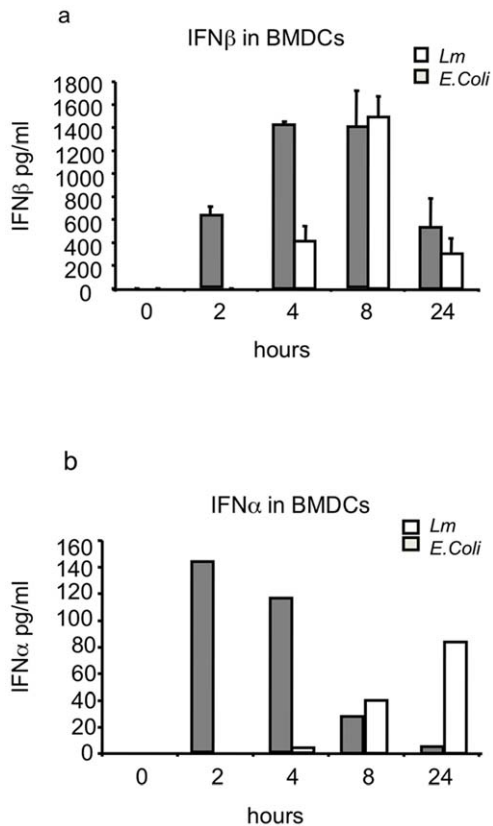 a
IFNβ in BMDCs
Lm
E.Coli
IFNβ pg/ml
1800
1600
1400
1200
1000
800
600
400
200
0
0 2 4 8 24
hours
b
IFNα in BMDCs
Lm
E.Coli
IFNα pg/ml
160
140
120
100
80
60
40
20
0
0 2 4 8 24
hours